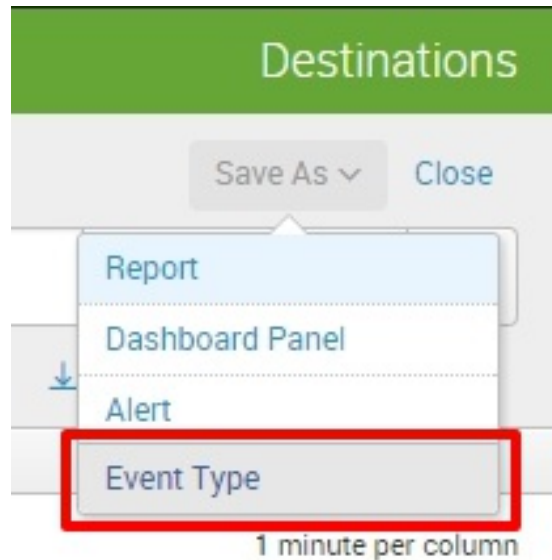 Destinations
Save As Close
Report
Dashboard Panel
Alert
Event Type
1 minute per column